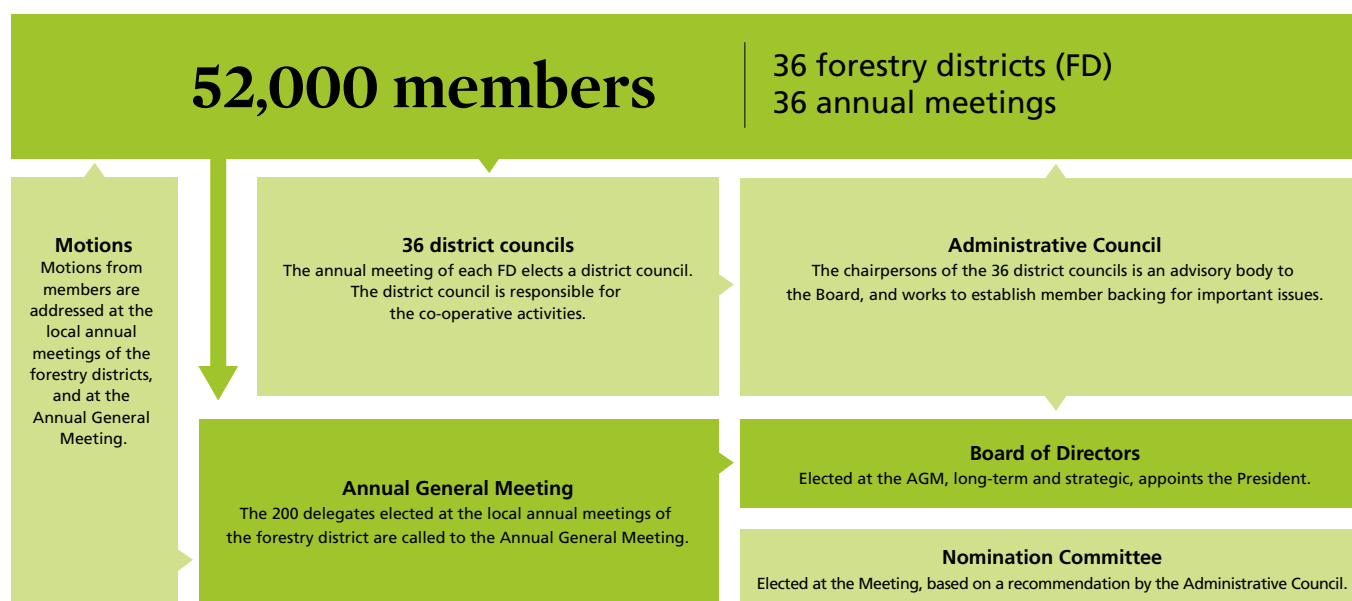 52,000 members
36 forestry districts (FD)
36 annual meetings
Motions
Motions from
members are
addressed at the
local annual
meetings of the
forestry districts,
and at the
Annual General
Meeting.
36 district councils
The annual meeting of each FD elects a district council.
The district council is responsible for
the co-operative activities.
Administrative Council
The chairpersons of the 36 district councils is an advisory body to
the Board, and works to establish member backing for important issues.
Annual General Meeting
The 200 delegates elected at the local annual meetings of
the forestry district are called to the Annual General Meeting.
Board of Directors
Elected at the AGM, long-term and strategic, appoints the President.
Nomination Committee
Elected at the Meeting, based on a recommendation by the Administrative Council.